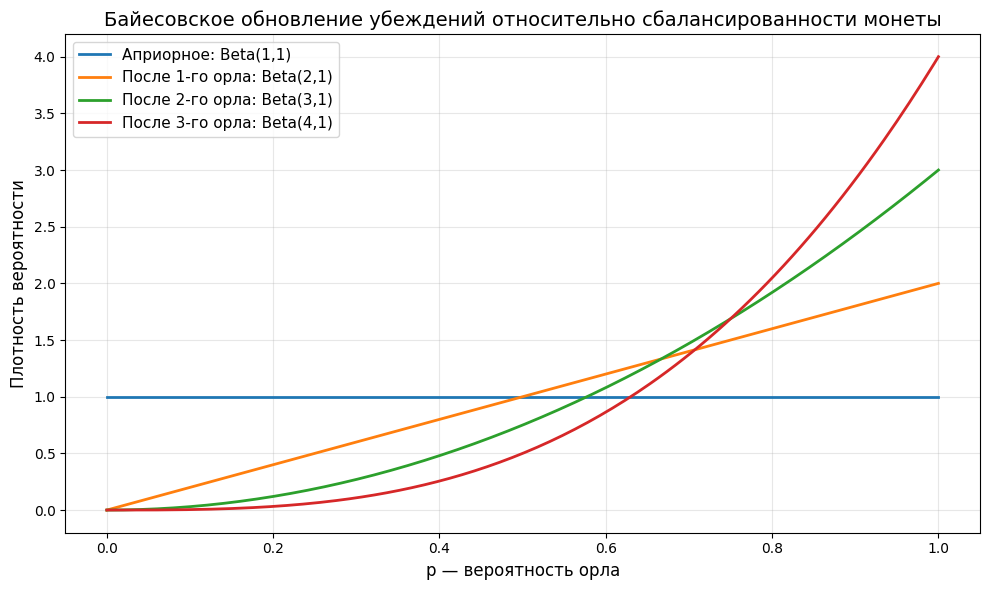 Байесовское обновление убеждений относительно сбалансированности монеты
Априорное: Beta(1,1)
После 1-го орла: Beta(2,1)
После 2-го орла: Beta(3,1)
После 3-го орла: Beta(4,1)
Плотность вероятности
4.0
3.5
3.0
2.5
2.0
1.5
1.0
0.5
0.0
0.0 0.2 0.4 0.6 0.8 1.0
p — вероятность орла